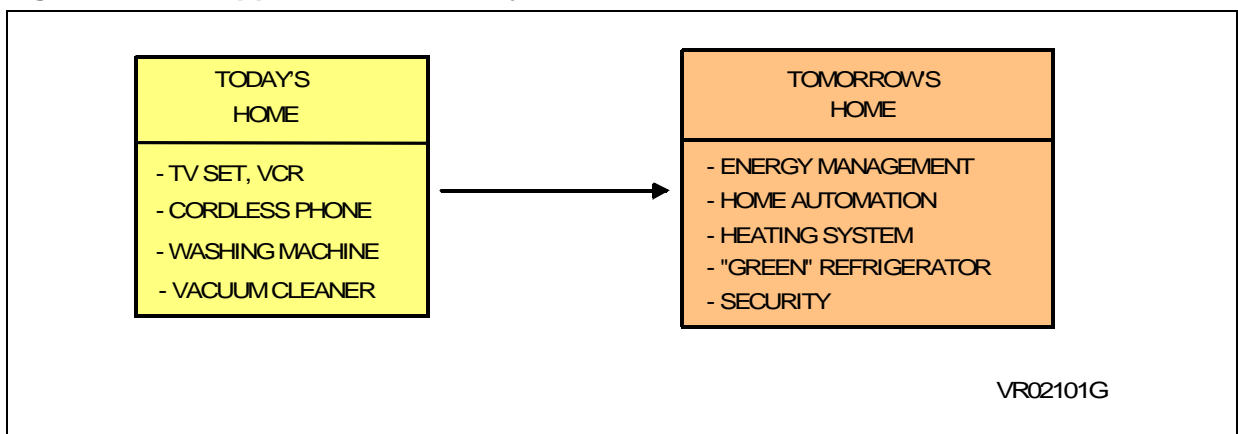 TODAY'S
HOME
- TV SET, VCR
- CORDLESS PHONE
- WASHING MACHINE
- VACUUM CLEANER
TOMORROW'S
HOME
- ENERGY MANAGEMENT
- HOME AUTOMATION
- HEATING SYSTEM
- "GREEN" REFRIGERATOR
- SECURITY
VR02101G